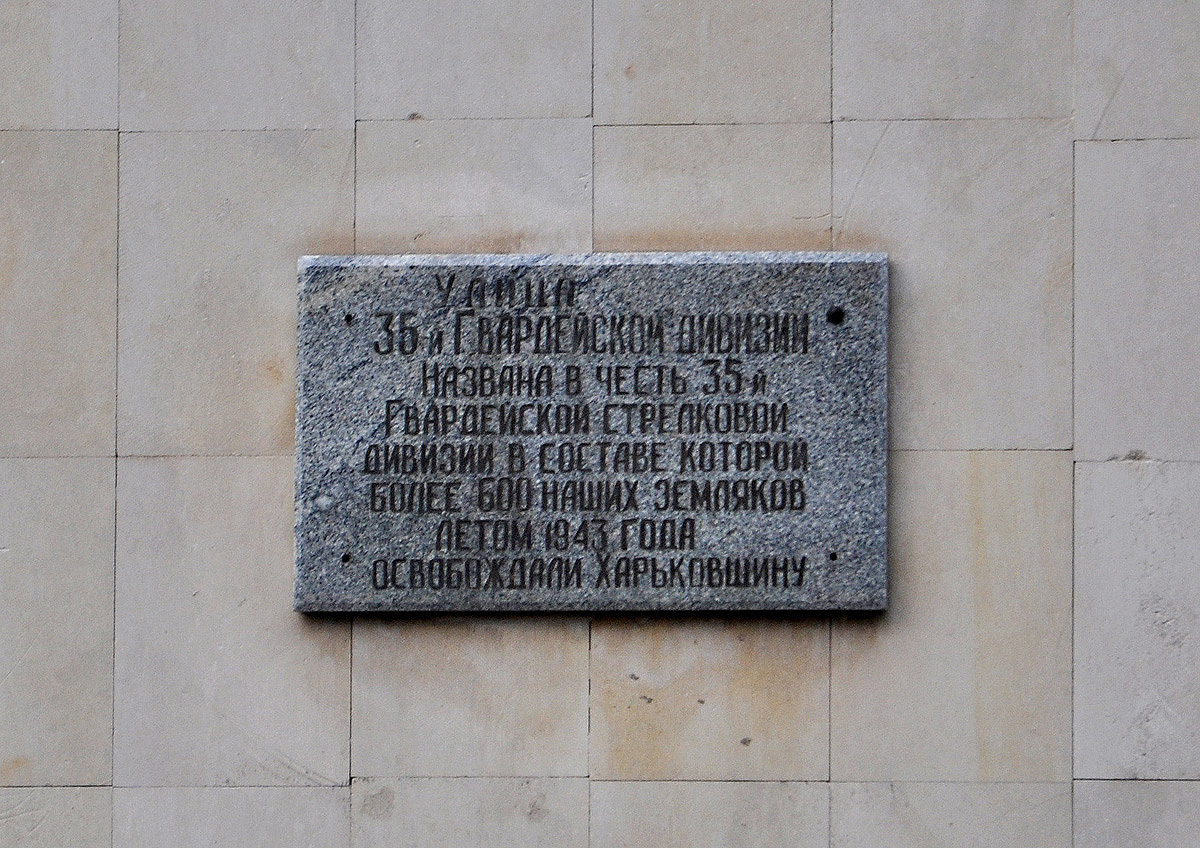 Улица
35-й Гвардейской дивизии
Названа в честь 35-й
Гвардейской стрелковой
дивизии в составе которой
более 600 наших земляков
летом 1943 года
освобождали Харьковщину